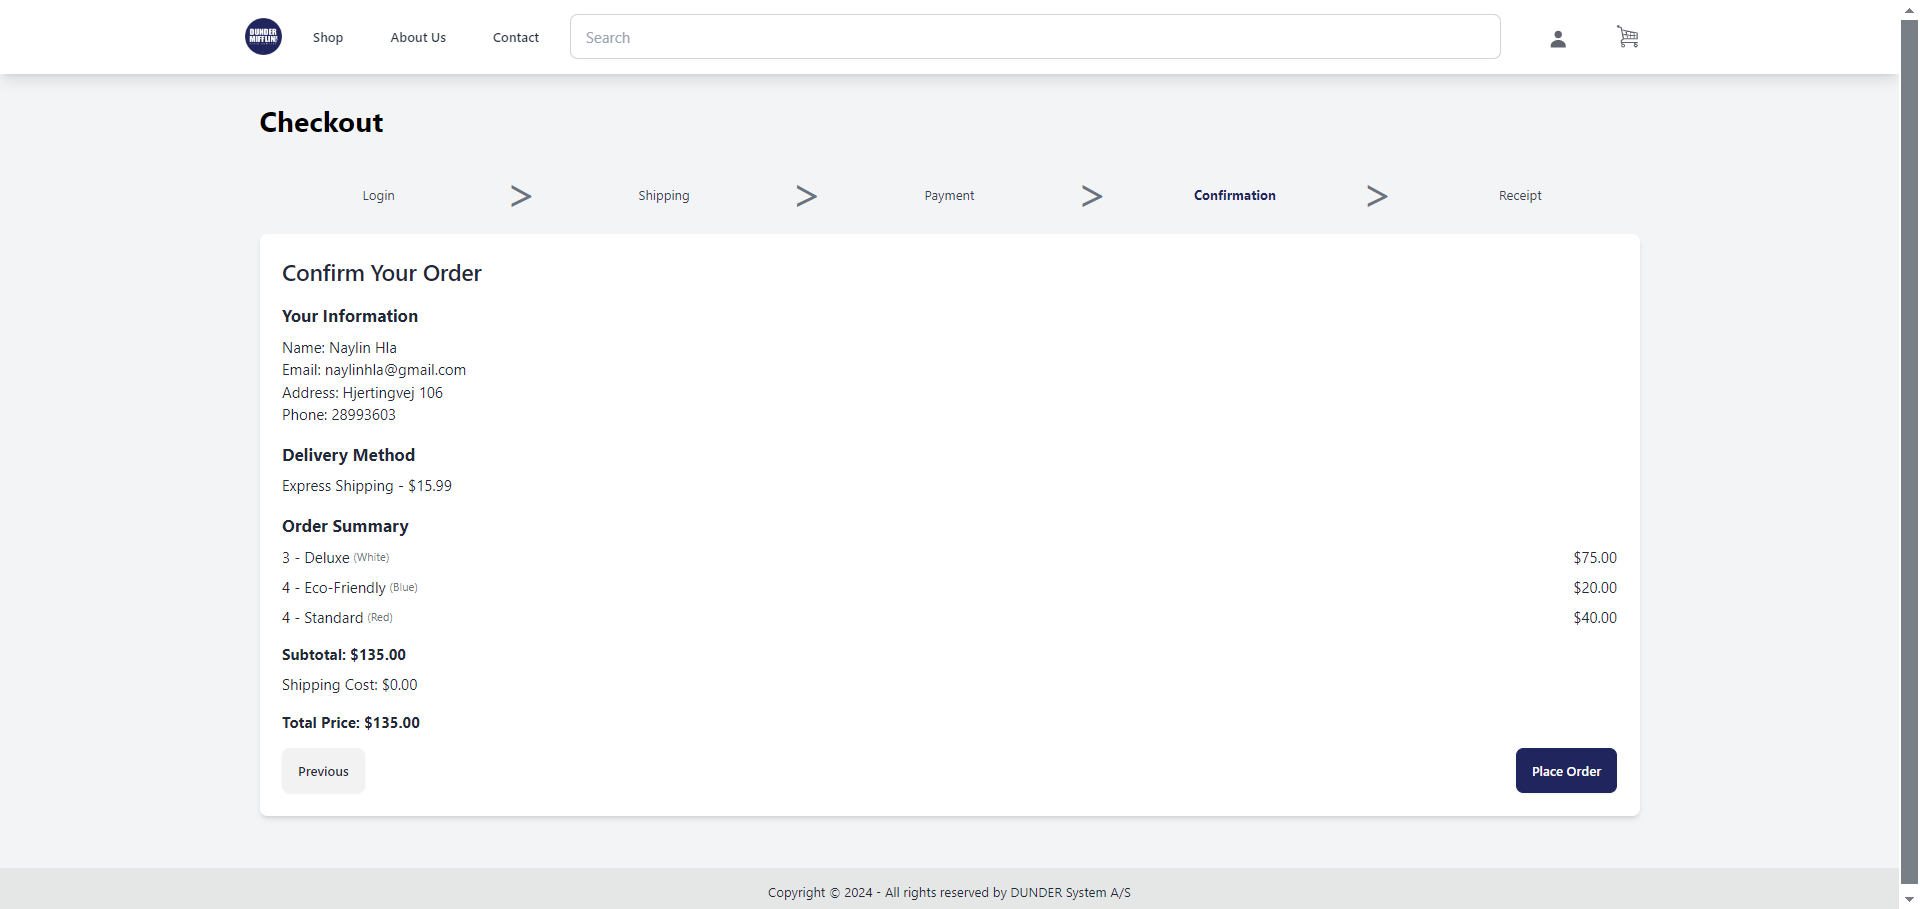 DUNDER
MIFFLIN
Shop
About Us
Contact
Search
Checkout
Login
>
Shipping
>
Payment
>
Confirmation
>
Receipt
Confirm Your Order
Your Information
Name: Naylin Hla
Email: naylinhla@gmail.com
Address: Hjertingvej 106
Phone: 28993603
Delivery Method
Express Shipping - $15.99
Order Summary
3 - Deluxe (White) $75.00
4 - Eco-Friendly (Blue) $20.00
4 - Standard (Red) $40.00
Subtotal: $135.00
Shipping Cost: $0.00
Total Price: $135.00
Previous
Place Order
Copyright © 2024 - All rights reserved by DUNDER System A/S